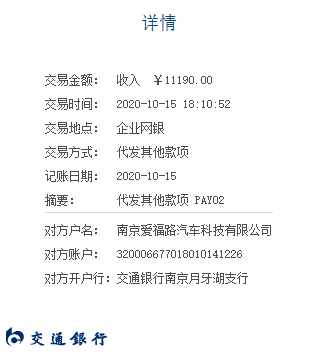 详情
交易金额： 收入 ￥11190.00
交易时间： 2020-10-15 18:10:52
交易地点： 企业网银
交易方式： 代发其他款项
记账日期： 2020-10-15
摘要： 代发其他款项 PAY02
对方户名： 南京爱福路汽车科技有限公司
对方账户： 320006677018010141226
对方开户行： 交通银行南京月牙湖支行
交通银行